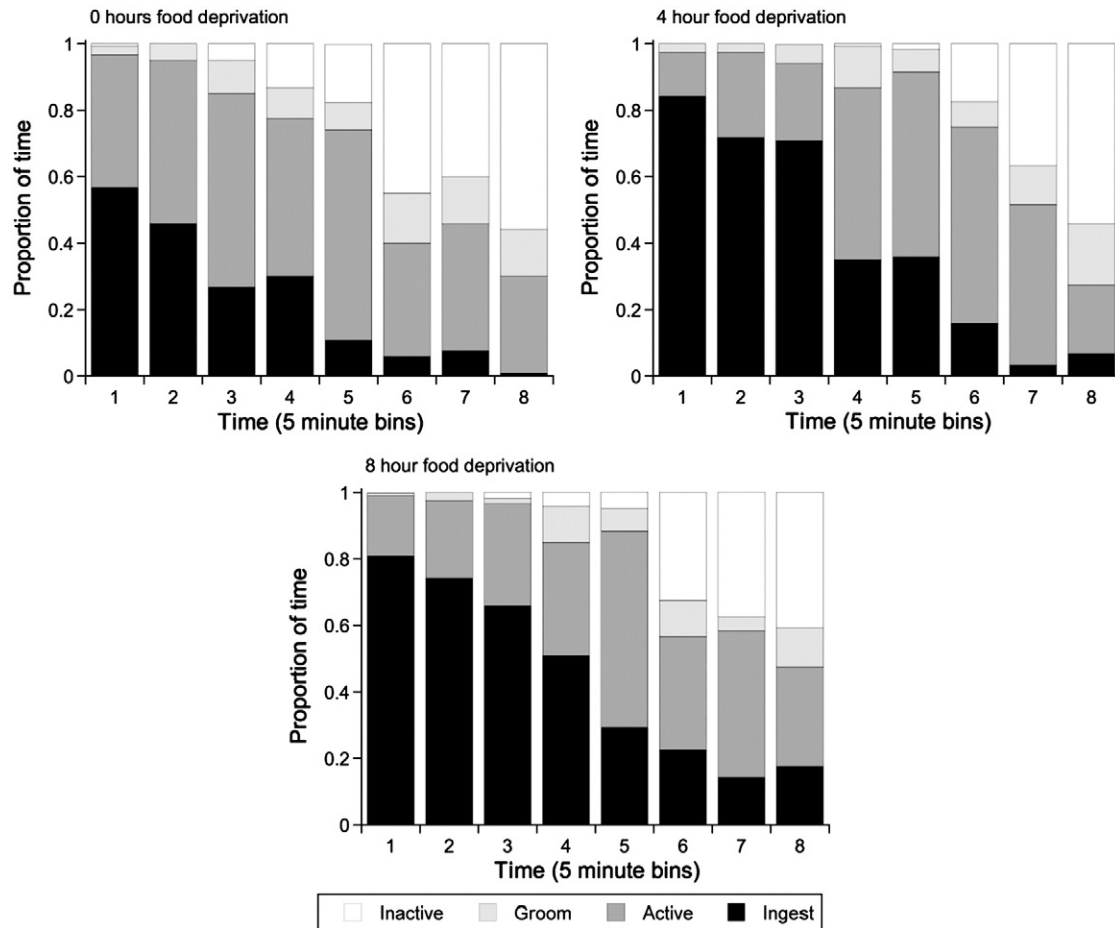 0 hours food deprivation
1
0.8
0.6
0.4
0.2
0
Proportion of time
1 2 3 4 5 6 7 8
Time (5 minute bins)
4 hour food deprivation
1
0.8
0.6
0.4
0.2
0
Proportion of time
1 2 3 4 5 6 7 8
Time (5 minute bins)
8 hour food deprivation
1
0.8
0.6
0.4
0.2
0
Proportion of time
1 2 3 4 5 6 7 8
Time (5 minute bins)
Inactive Groom Active Ingest